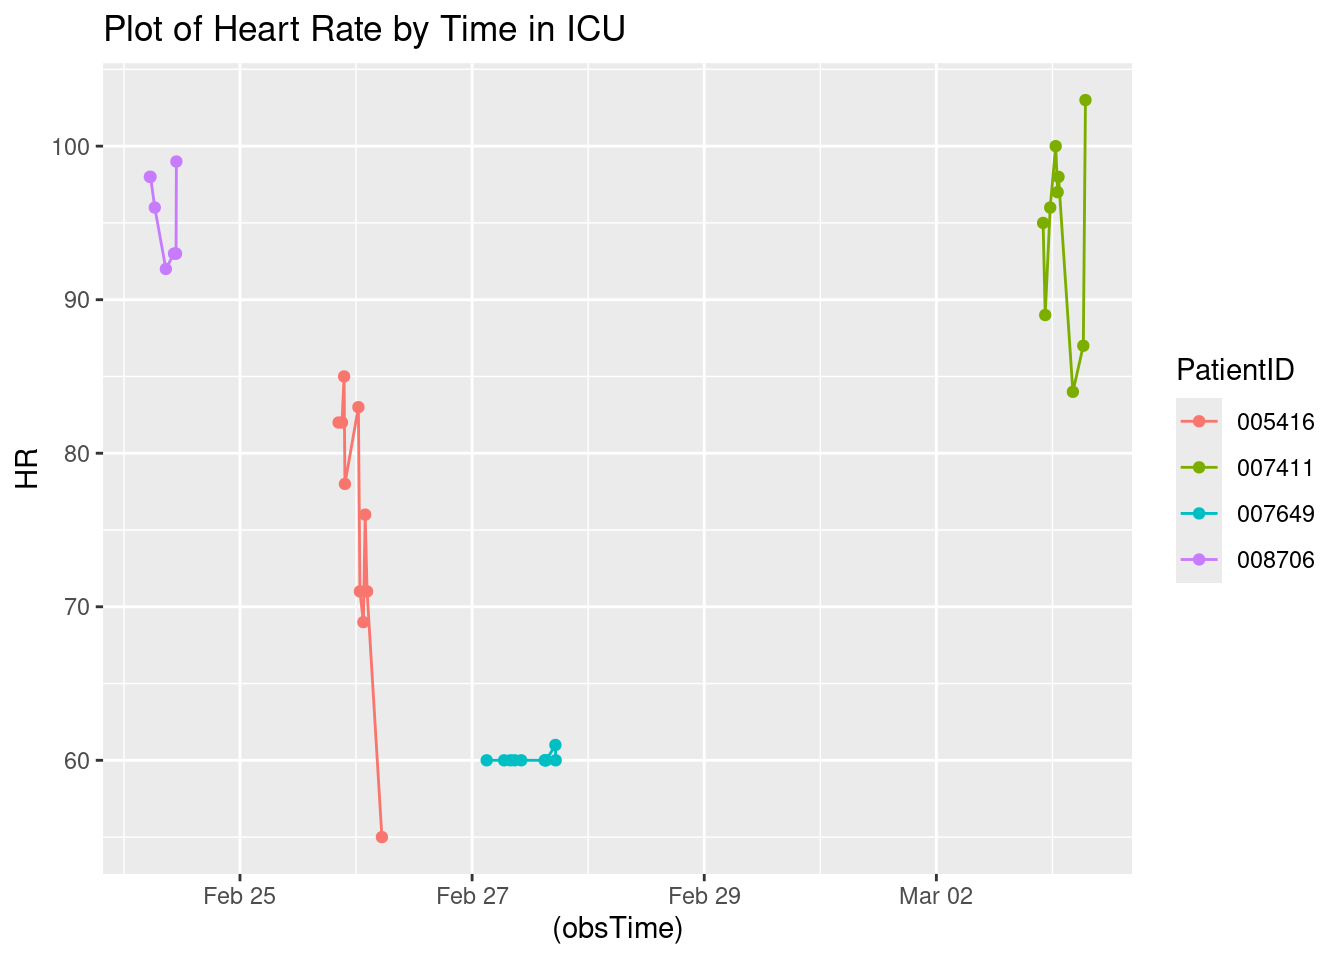 Plot of Heart Rate by Time in ICU
HR
100
90
80
70
60
Feb 25
Feb 27
Feb 29
Mar 02
(obsTime)
PatientID
005416
007411
007649
008706